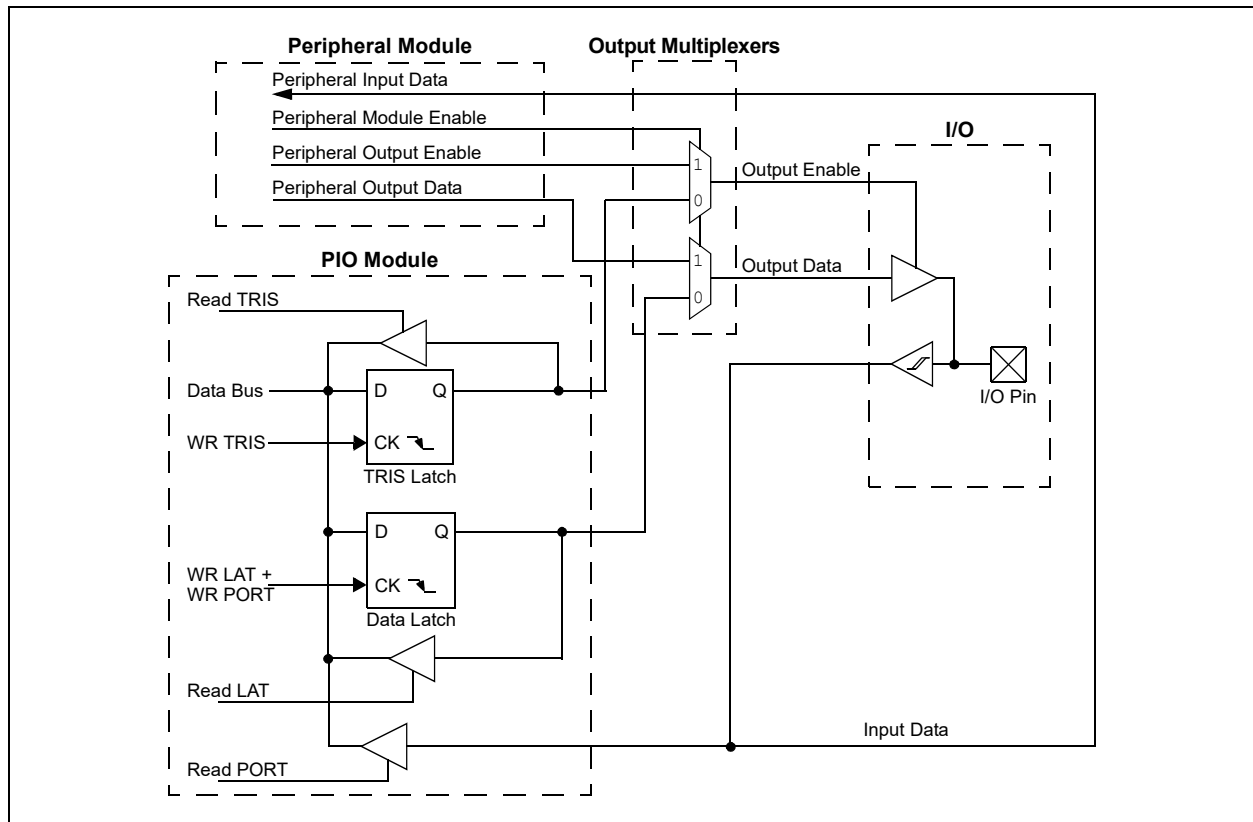 Peripheral Module
Output Multiplexers
Peripheral Input Data
Peripheral Module Enable
Peripheral Output Enable
Peripheral Output Data
1
0
1
0
Output Enable
Output Data
I/O
I/O Pin
PIO Module
Read TRIS
Data Bus
D
Q
WR TRIS
CK
TRIS Latch
D
Q
WR LAT +
WR PORT
CK
Data Latch
Read LAT
Read PORT
Input Data